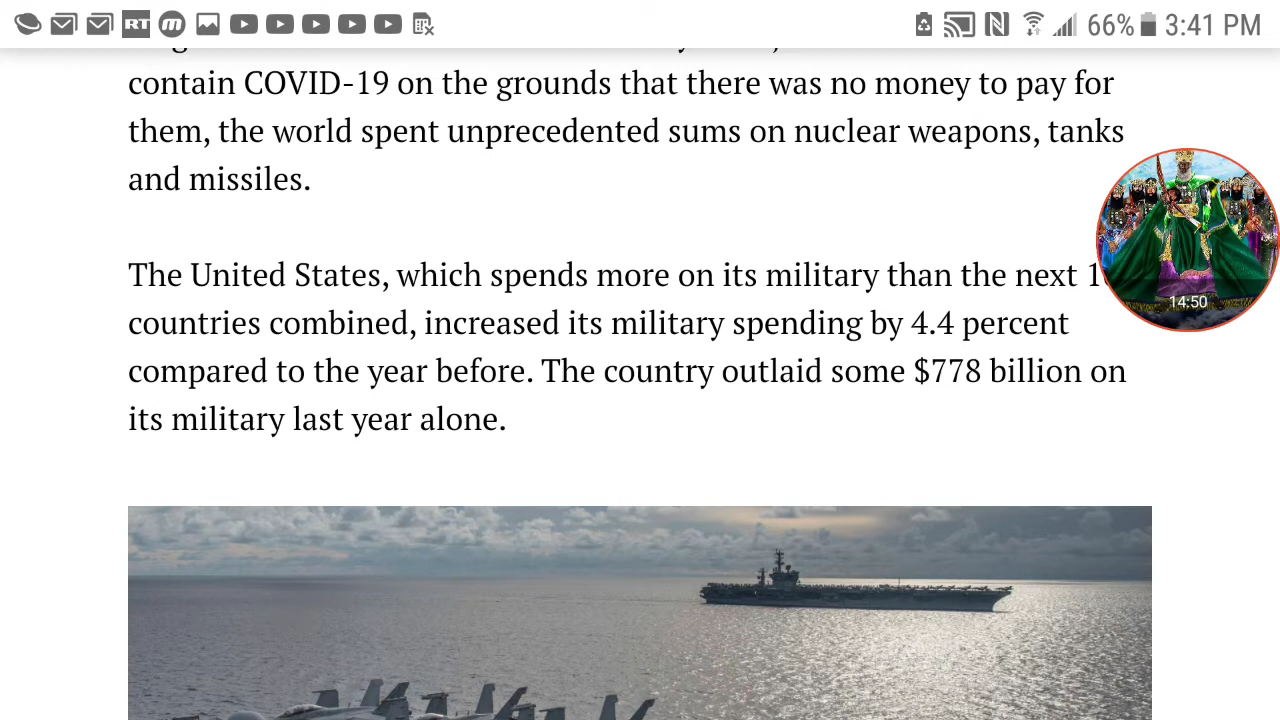 RT m 66% 3:41 PM
contain COVID-19 on the grounds that there was no money to pay for
them, the world spent unprecedented sums on nuclear weapons, tanks
and missiles.
The United States, which spends more on its military than the next
countries combined, increased its military spending by 4.4 percent
compared to the year before. The country outlaid some $778 billion on
its military last year alone.
14:50